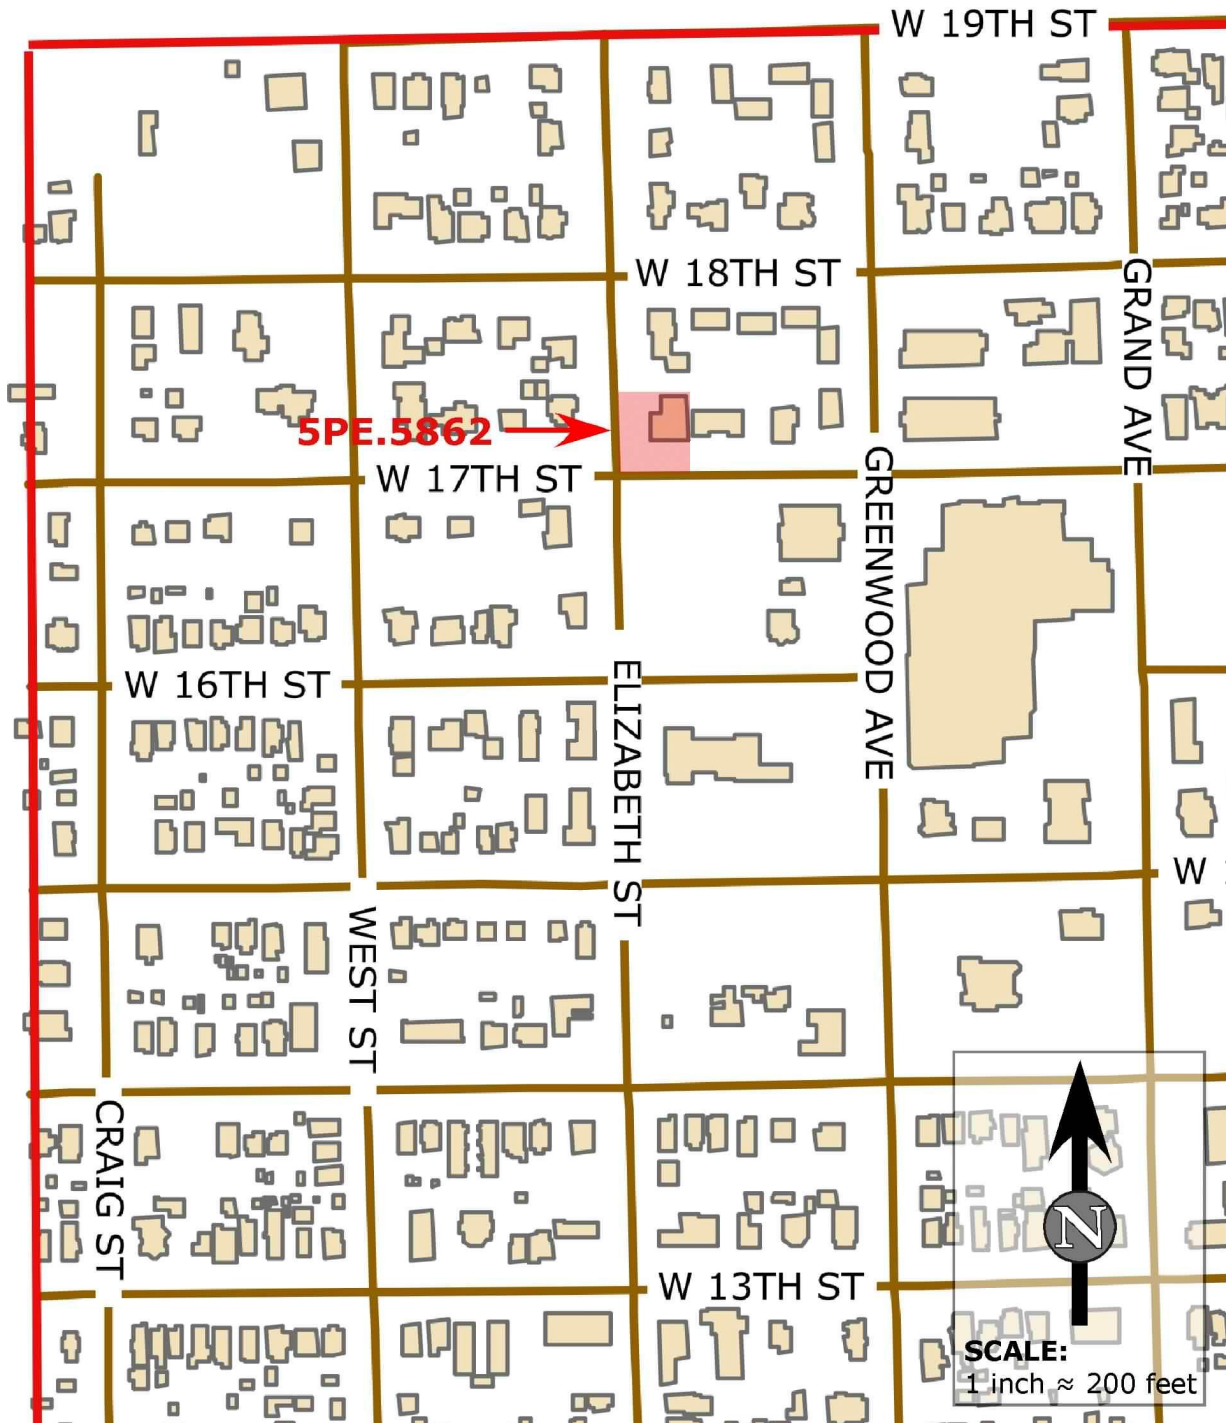 W 19TH ST
W 18TH ST
GRAND AVE
5PE.5862
W 17TH ST
GREENWOOD AVE
W 16TH ST
ELIZABETH ST
W
WEST ST
CRAIG ST
N
W 13TH ST
SCALE:
1 inch ≈ 200 feet